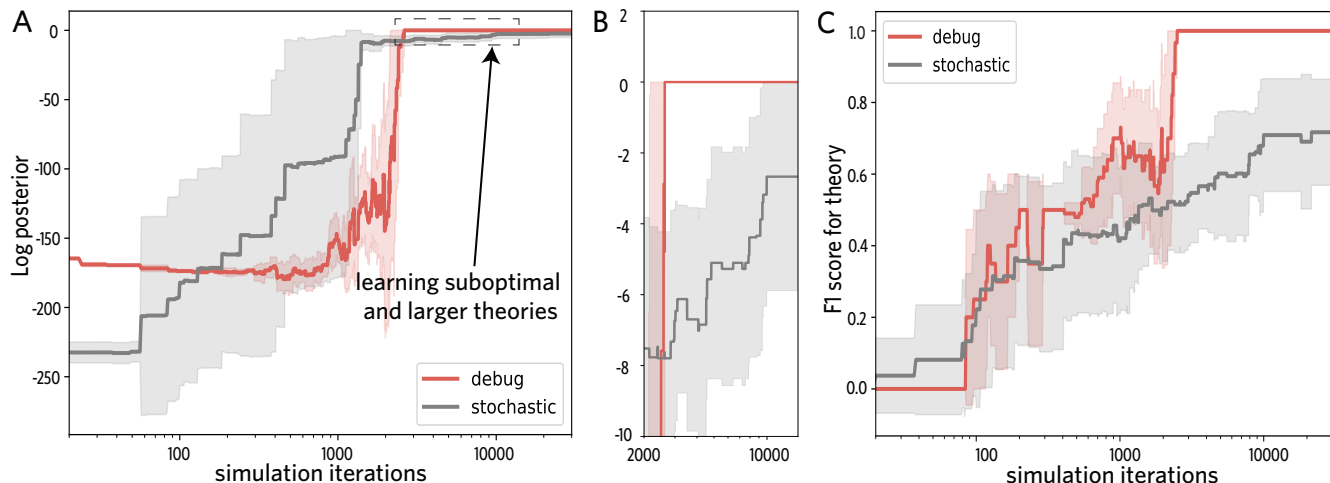 A
Log posterior
0
-50
-100
-150
-200
-250
100
1000
10000
simulation iterations
learning suboptimal
and larger theories
debug
stochastic
B
2
0
-2
-4
-6
-8
-10
2000
10000
C
F1 score for theory
1.0
0.8
0.6
0.4
0.2
0.0
100
1000
10000
simulation iterations
debug
stochastic